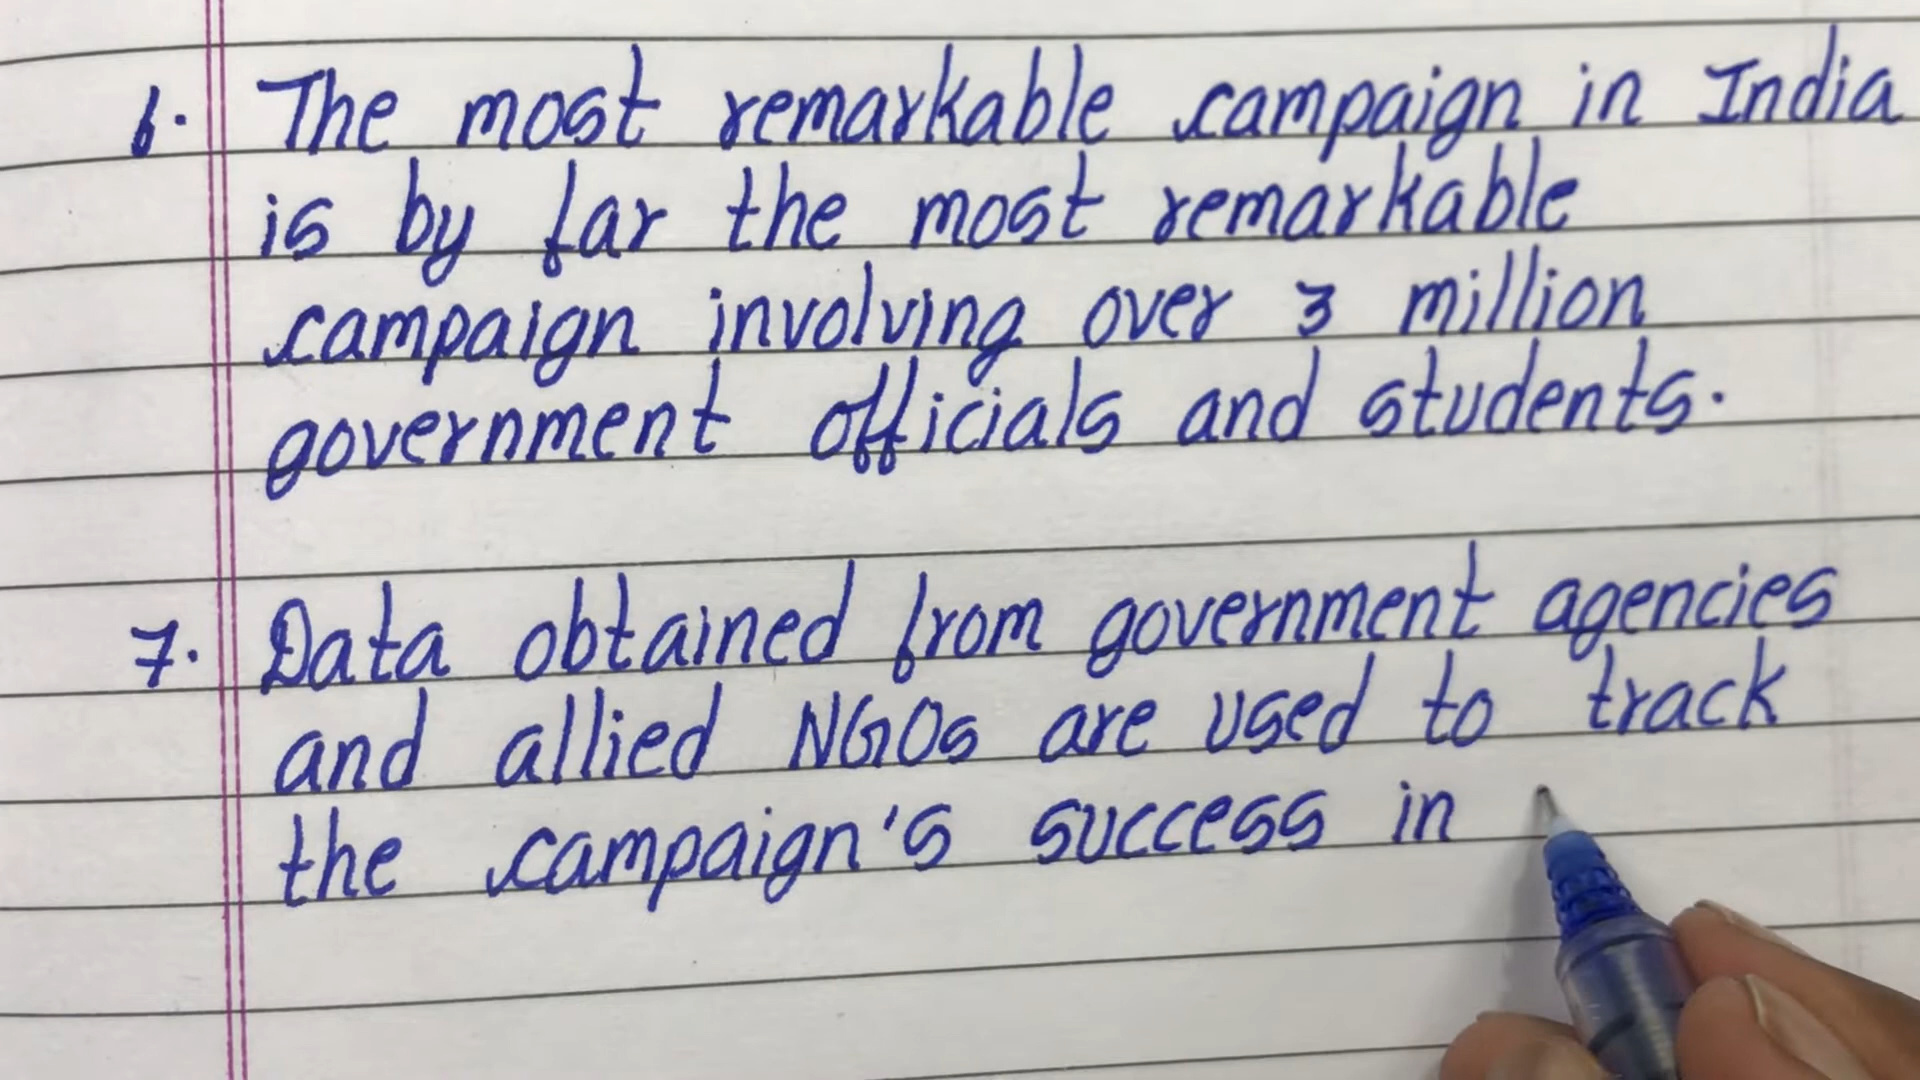 6. The most remarkable campaign in India
is by far the most remarkable
campaign involving over 3 million
government officials and students.
7. Data obtained from government agencies
and allied NGOs are used to track
the campaign's success in